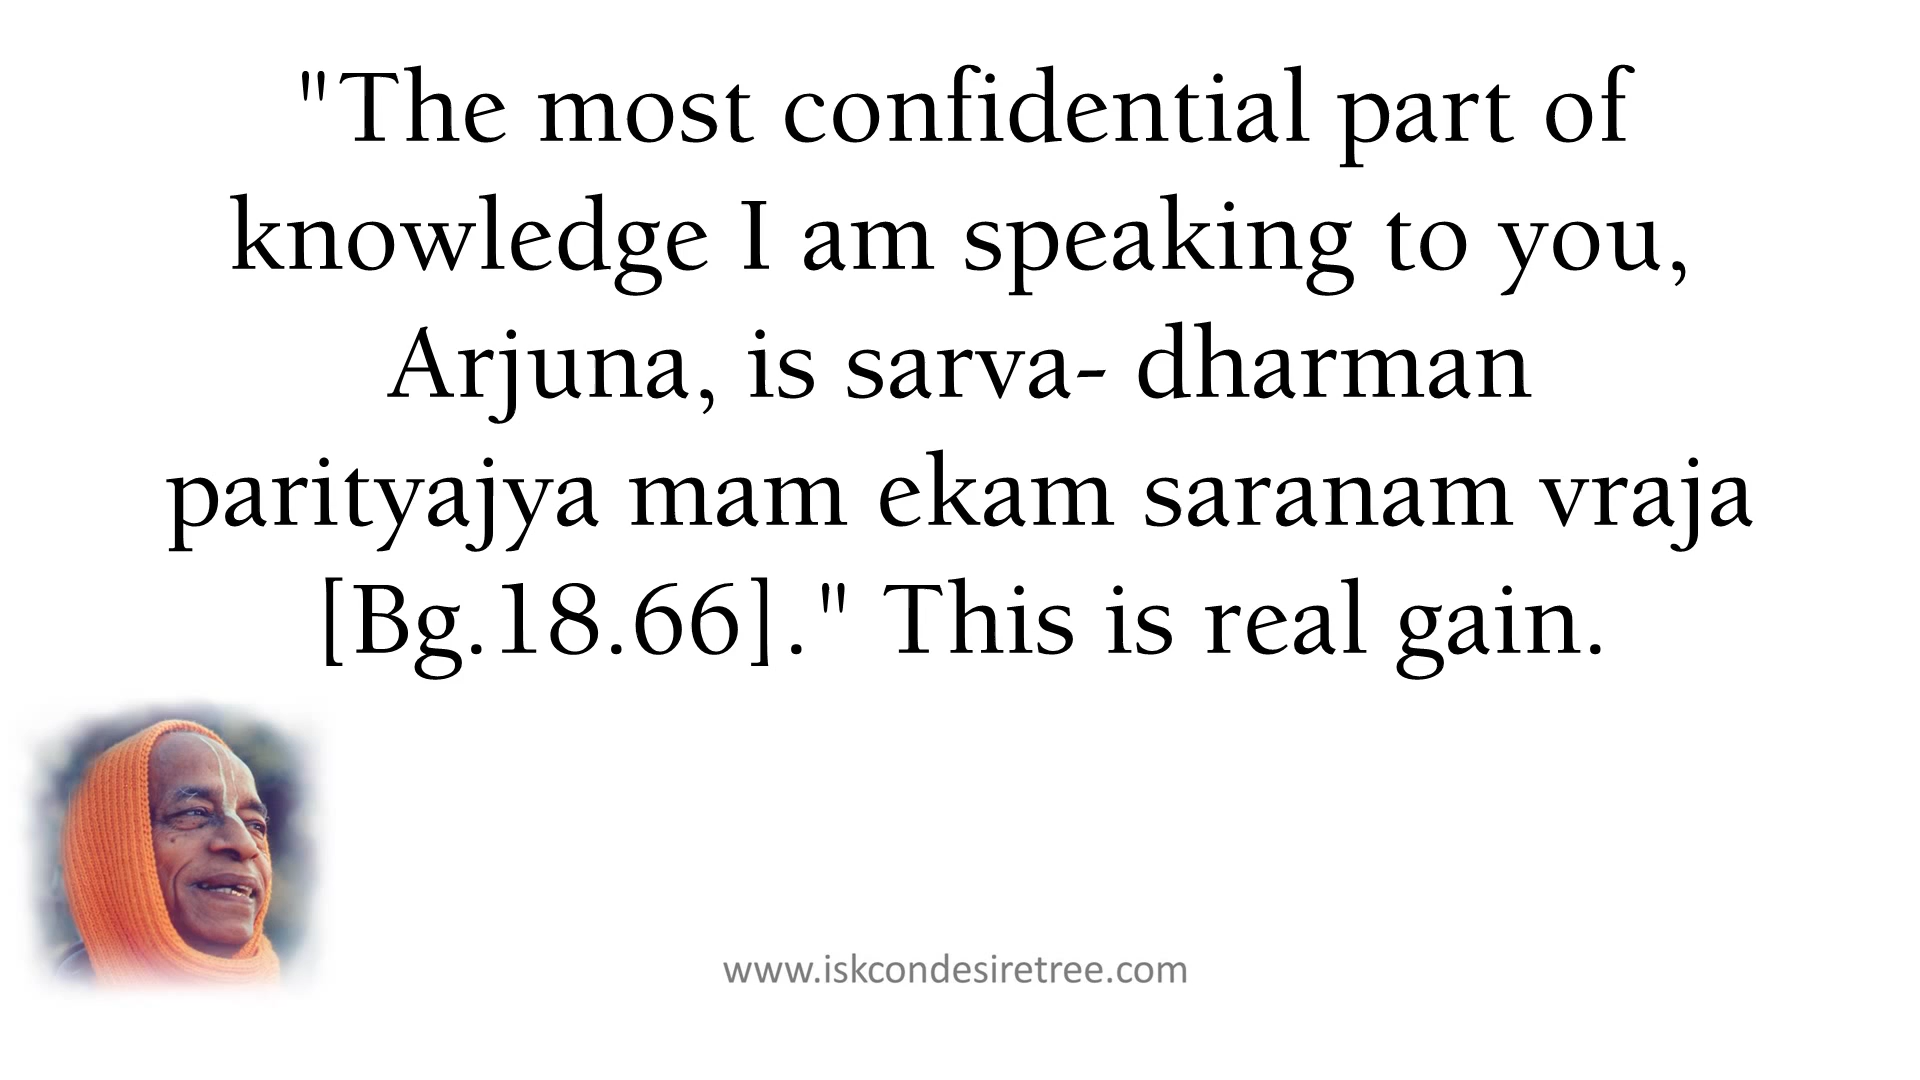 "The most confidential part of
knowledge I am speaking to you,
Arjuna, is sarva- dharman
parityajya mam ekam saranam vraja
[Bg.18.66]." This is real gain.
www.iskcondesiretree.com